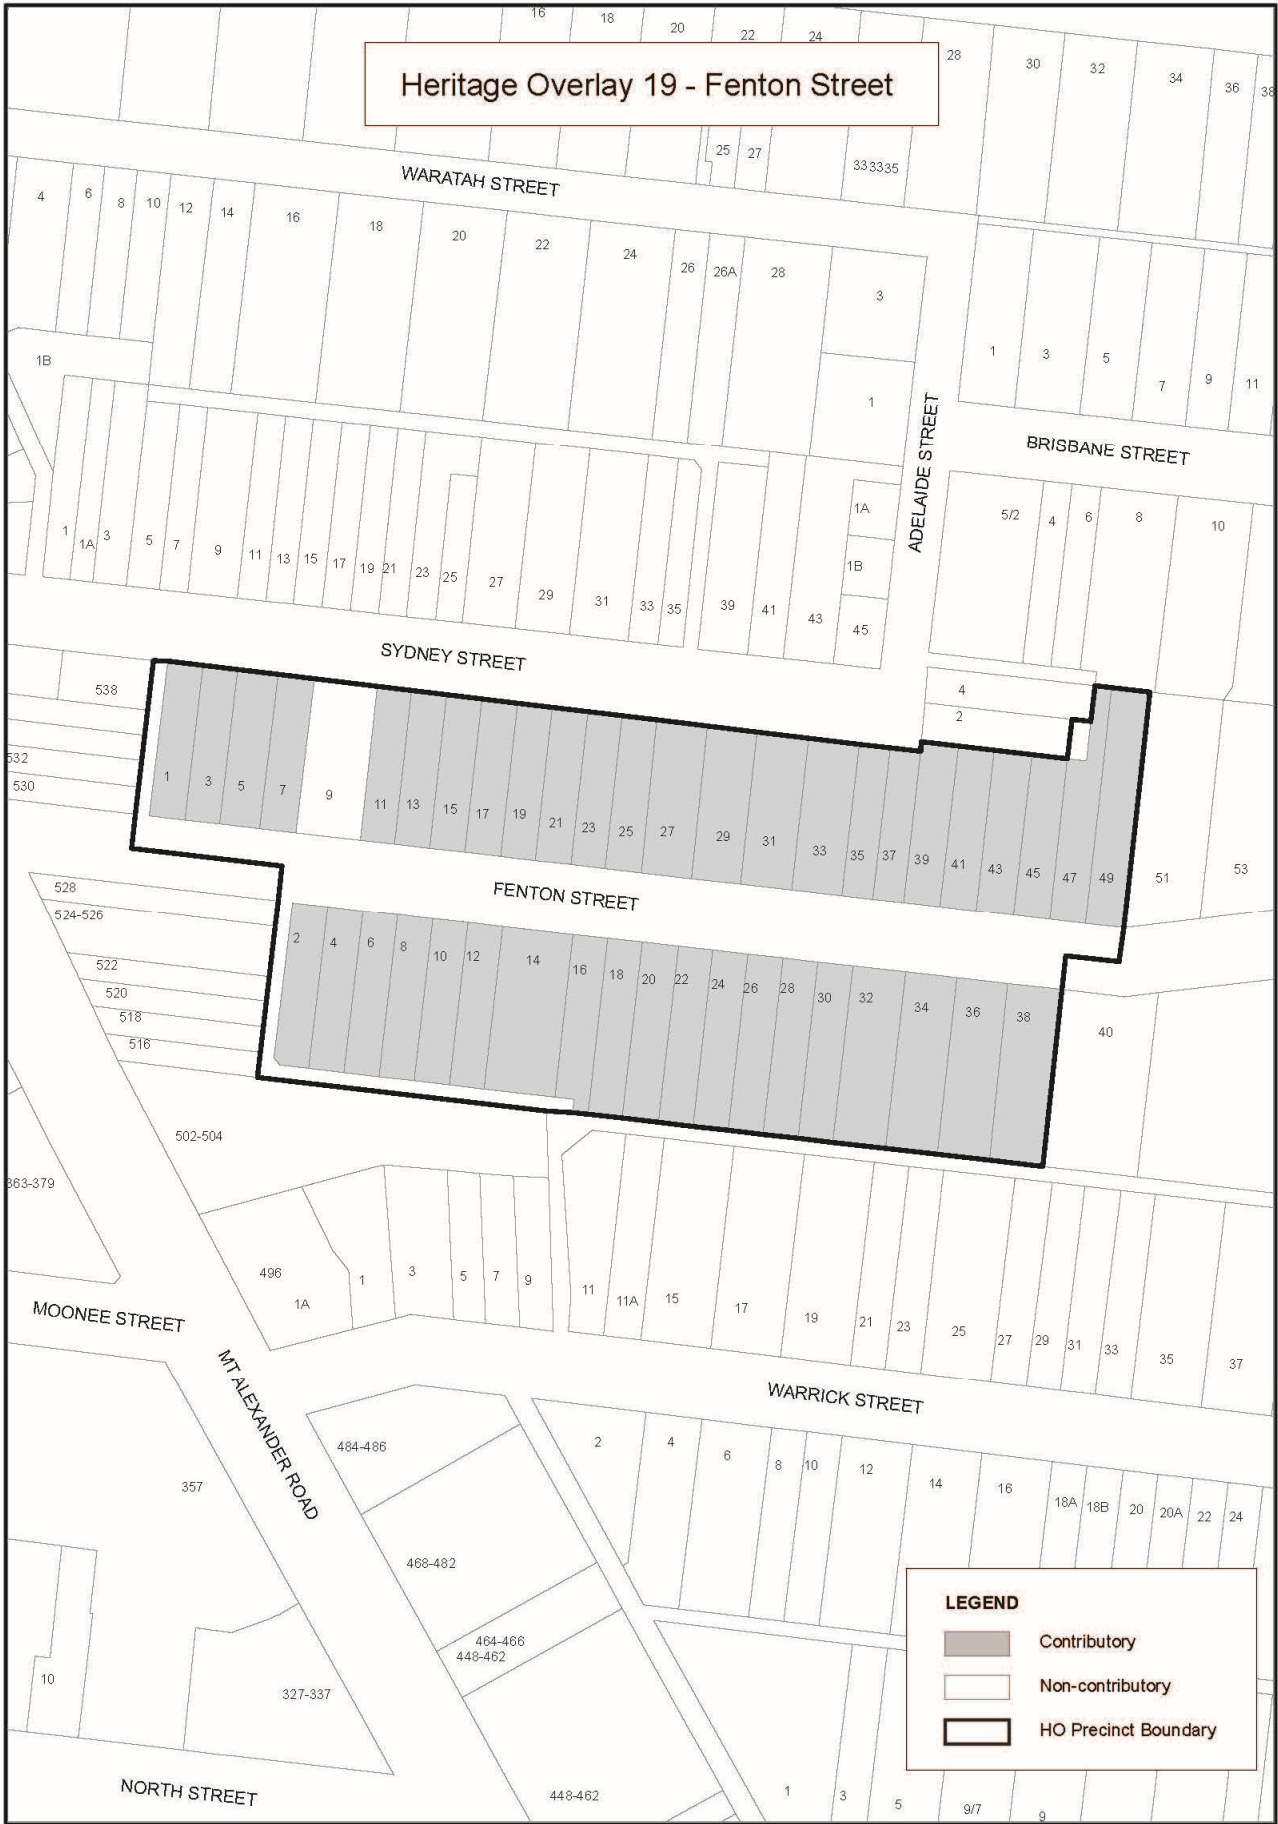 16 18 20 22 24
28 30 32 34 36 38
Heritage Overlay 19 - Fenton Street
25 27 333335
WARATAH STREET
4 6 8 10 12 14 16 18 20 22 24 26 26A 28 3
1B
1
1 3 5 7 9 11
ADELAIDE STREET
BRISBANE STREET
1 1A 3 5 7 9 11 13 15 17 19 21 23 25 27 29 31 33 35 39 41 43 45
1A
1B
5/2 4 6 8 10
SYDNEY STREET
538
532
530
4
2
1 3 5 7 9 11 13 15 17 19 21 23 25 27 29 31 33 35 37 39 41 43 45 47 49 51 53
FENTON STREET
528
524-526
522
520
518
516
2 4 6 8 10 12 14 16 18 20 22 24 26 28 30 32 34 36 38 40
502-504
363-379
496
1A
1 3 5 7 9 11 11A 15 17 19 21 23 25 27 29 31 33 35 37
MOONEE STREET
MT ALEXANDER ROAD
WARRICK STREET
484-486
2 4 6 8 10 12 14 16 18A 18B 20 20A 22 24
357
468-482
464-466
448-462
10
327-337
NORTH STREET
448-462
1 3 5 9/7 9
LEGEND
Contributory
Non-contributory
HO Precinct Boundary